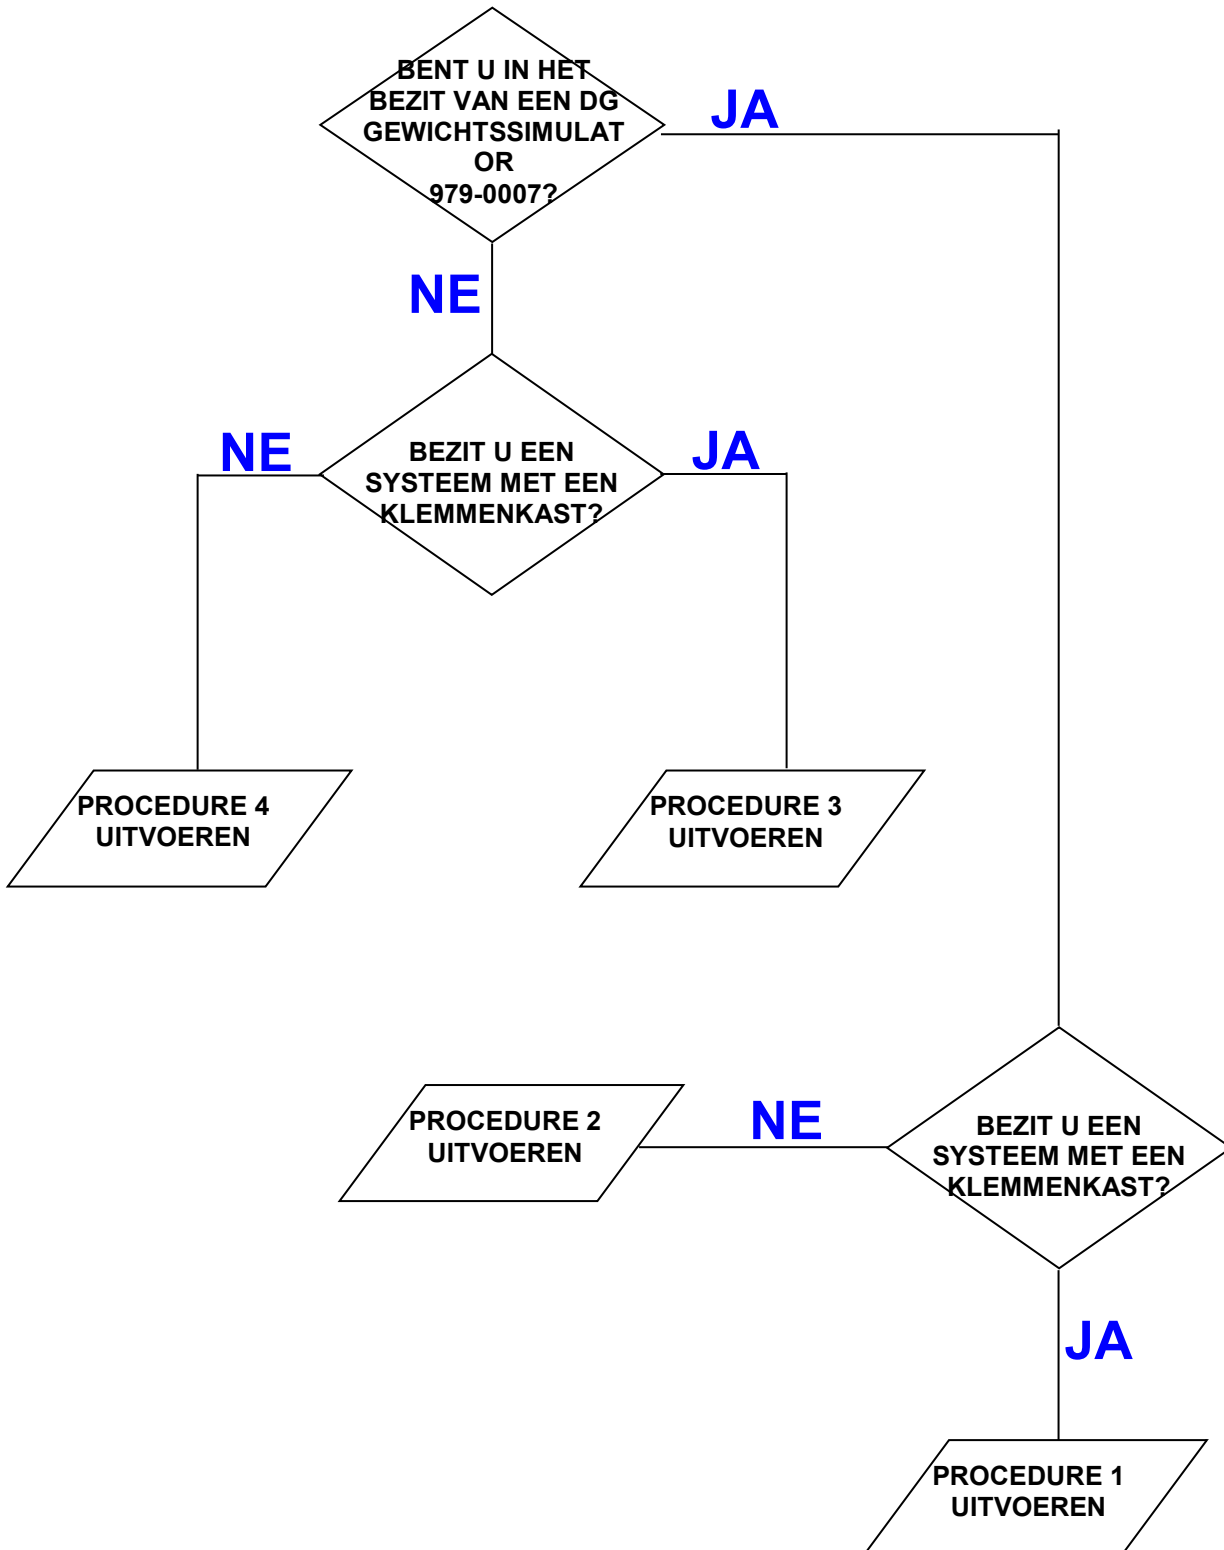 BENT U IN HET
BEZIT VAN EEN DG
GEWICHTSSIMULAT
OR
979-0007?
JA
NE
BEZIT U EEN
SYSTEEM MET EEN
KLEMMENKAST?
NE
JA
PROCEDURE 4
UITVOEREN
PROCEDURE 3
UITVOEREN
PROCEDURE 2
UITVOEREN
NE
BEZIT U EEN
SYSTEEM MET EEN
KLEMMENKAST?
JA
PROCEDURE 1
UITVOEREN